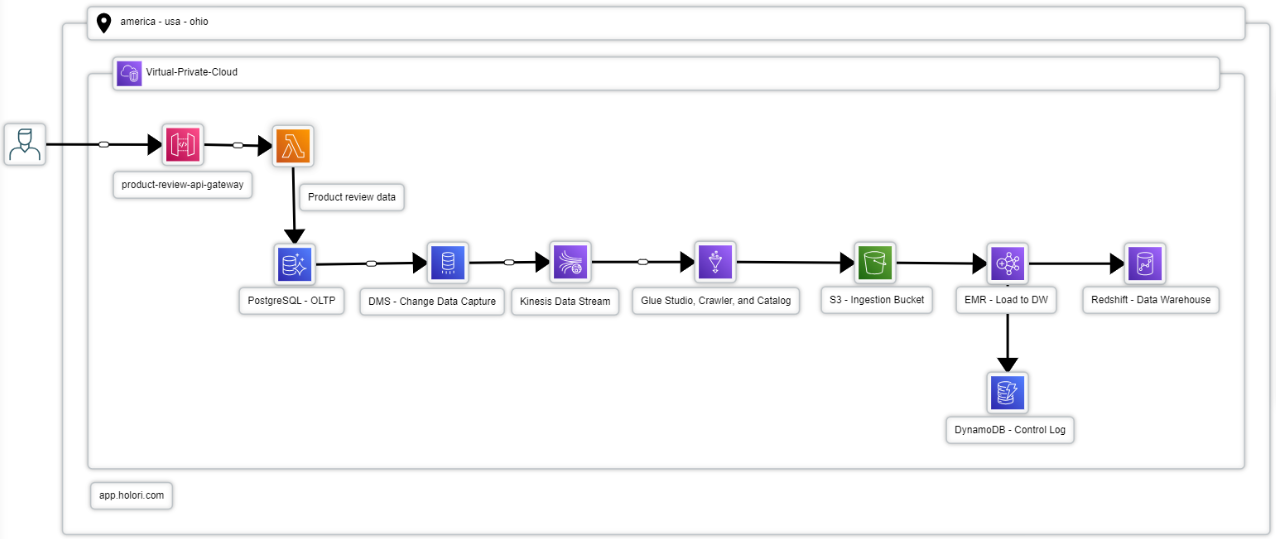 america - usa - ohio
Virtual-Private-Cloud
product-review-api-gateway
Product review data
PostgreSQL - OLTP
DMS - Change Data Capture
Kinesis Data Stream
Glue Studio, Crawler, and Catalog
S3 - Ingestion Bucket
EMR - Load to DW
Redshift - Data Warehouse
DynamoDB - Control Log
app.holori.com